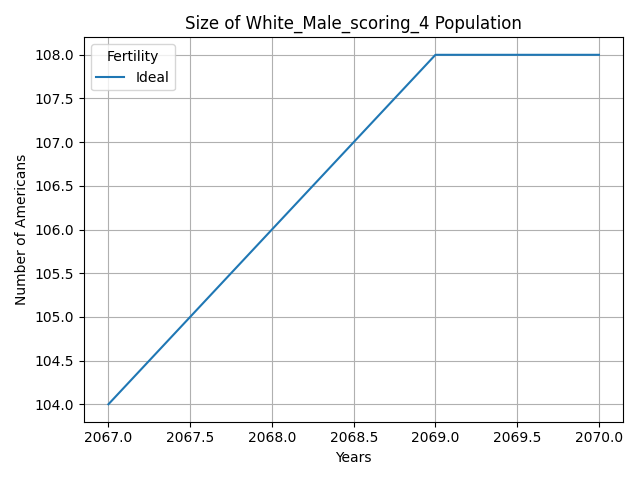 Size of White_Male_scoring_4 Population
Fertility
Ideal
Number of Americans
108.0
107.5
107.0
106.5
106.0
105.5
105.0
104.5
104.0
2067.0 2067.5 2068.0 2068.5 2069.0 2069.5 2070.0
Years